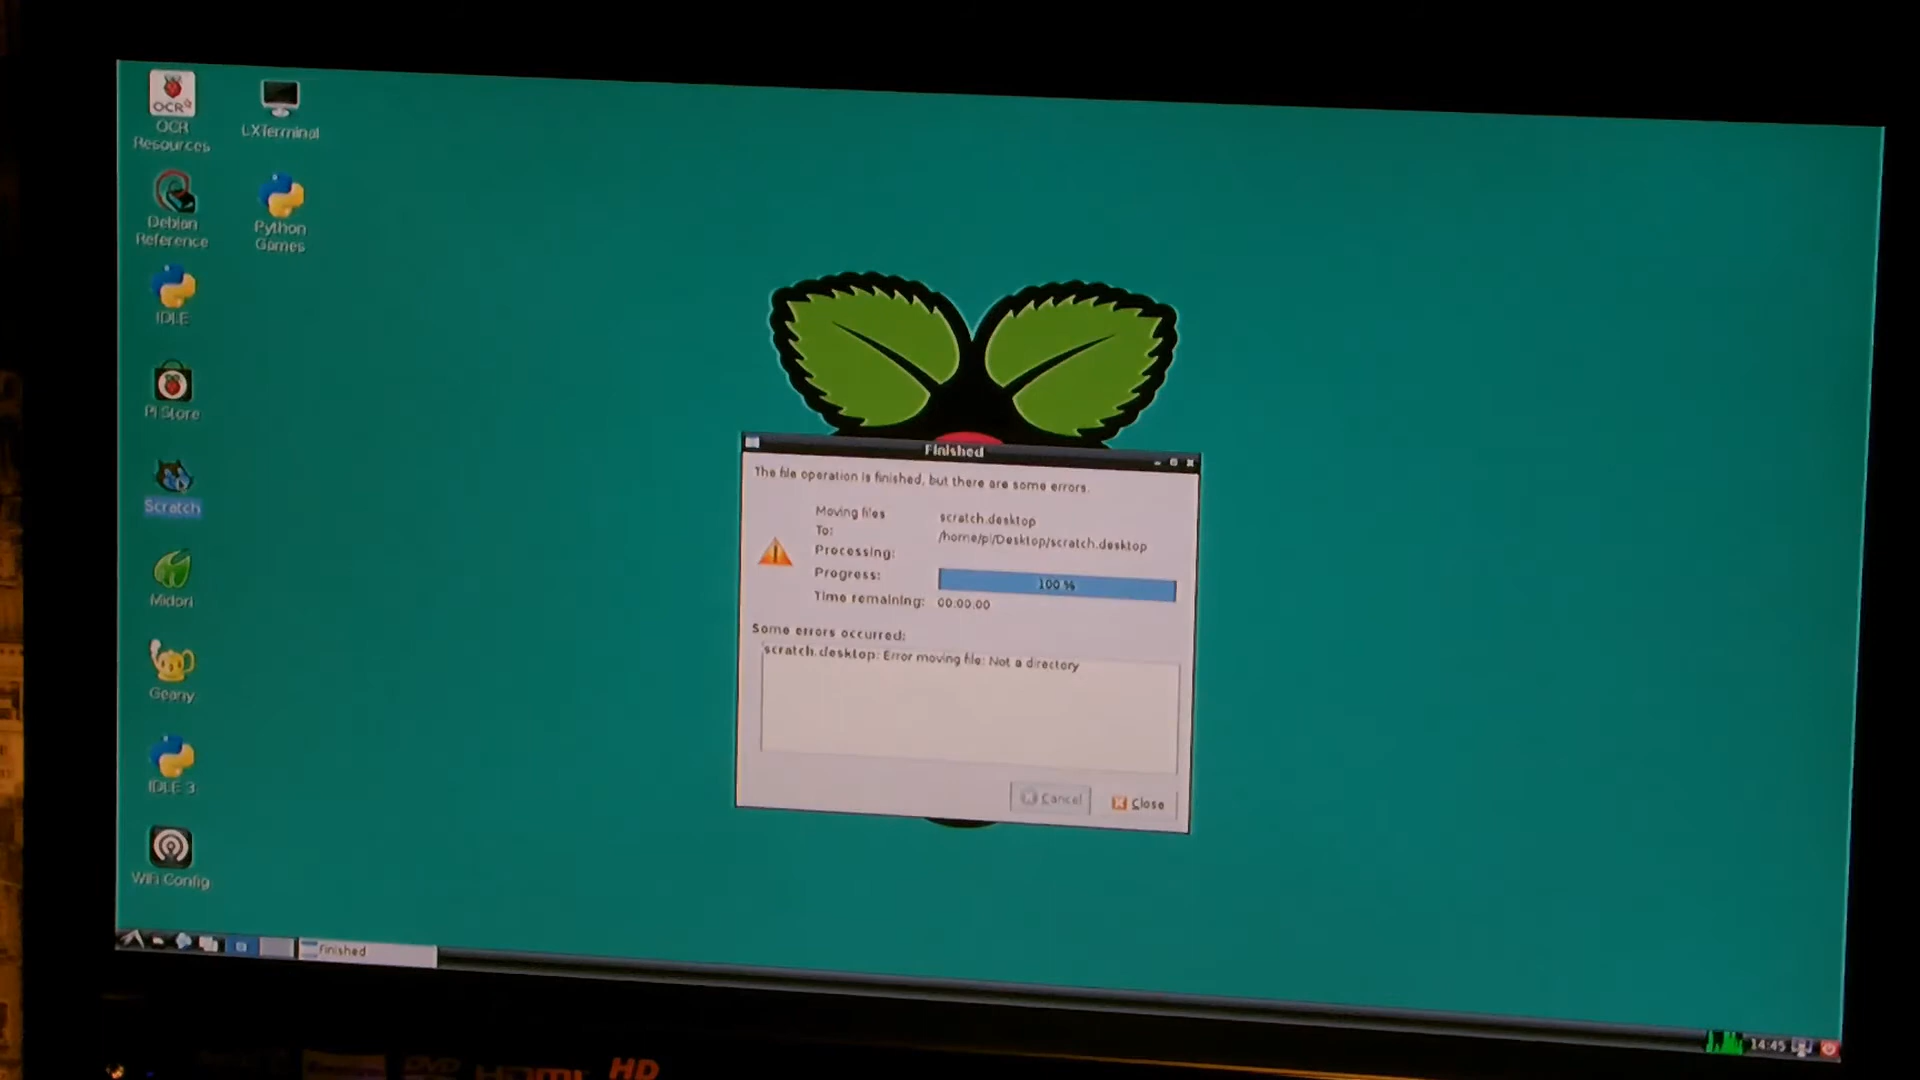 OCR
OCR
Resources
LXTerminal
Debian
Reference
Python
Games
IDLE
Pi Store
Scratch
Midori
Geany
IDLE 3
WiFi Config
Finished
The file operation is finished, but there are some errors.
Moving files
scratch.desktop
To:
/home/pi/Desktop/scratch.desktop
Processing:
Progress:
100 %
Time remaining:
00:00:00
Some errors occurred:
scratch.desktop: Error moving file: Not a directory
Cancel
Close
Finished
14:45
DVD
HDMI
HD